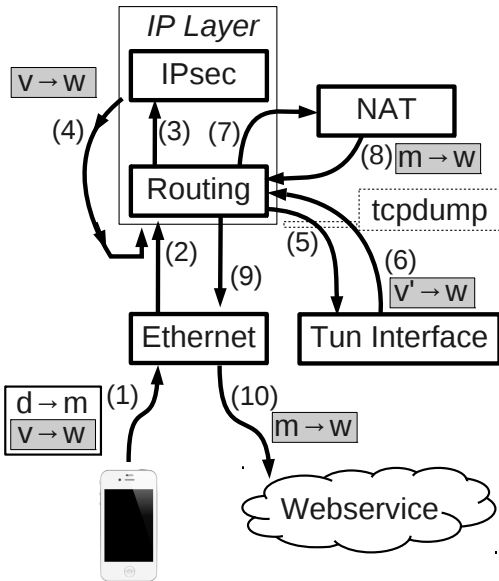 IP Layer
IPsec
v → w
(4)
(3)
(7)
NAT
(8)
m → w
Routing
tcpdump
(2)
(5)
(6)
(9)
v' → w
Ethernet
Tun Interface
(1)
(10)
d → m
v → w
m → w
Webservice